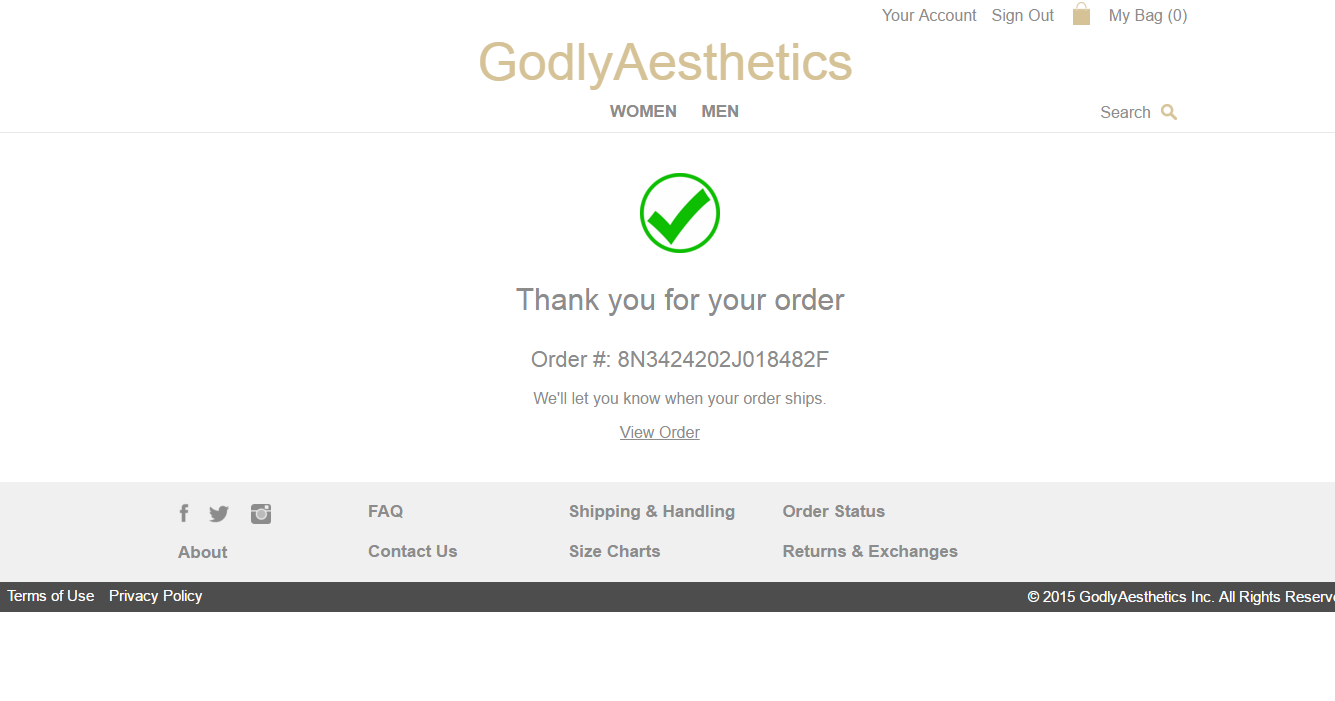 Your Account Sign Out My Bag (0)
GodlyAesthetics
WOMEN MEN Search
Thank you for your order
Order #: 8N3424202J018482F
We'll let you know when your order ships.
View Order
FAQ Shipping & Handling Order Status
About Contact Us Size Charts Returns & Exchanges
Terms of Use Privacy Policy © 2015 GodlyAesthetics Inc. All Rights Reserve